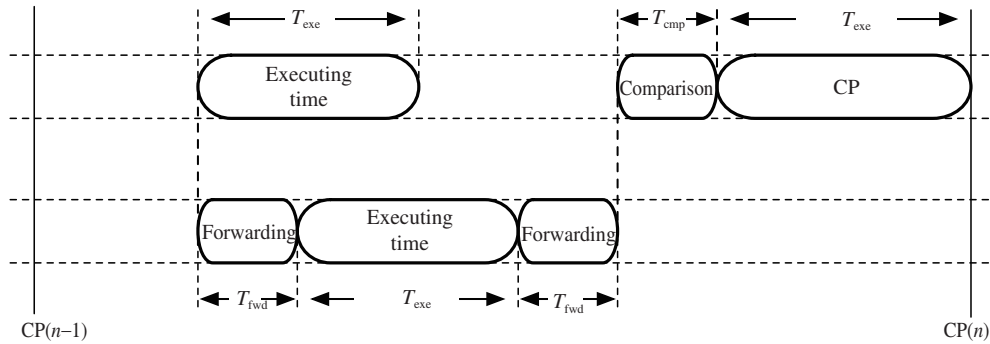 T_exe T_cmp T_exe
Executing
time
Comparison
CP
Forwarding
Executing
time
Forwarding
T_fwd T_exe T_fwd
CP(n–1) CP(n)